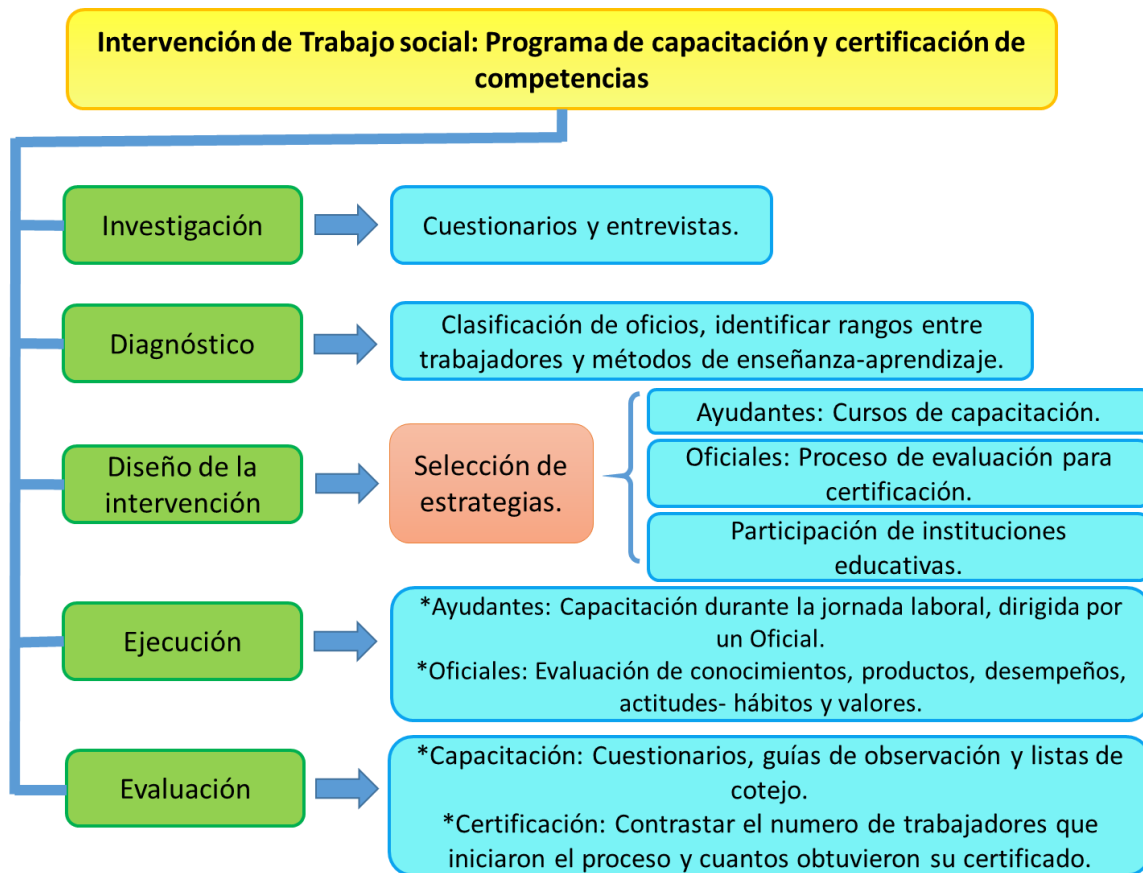 Intervención de Trabajo social: Programa de capacitación y certificación de
competencias
Investigación
Cuestionarios y entrevistas.
Diagnóstico
Clasificación de oficios, identificar rangos entre
trabajadores y métodos de enseñanza-aprendizaje.
Diseño de la
intervención
Selección de
estrategias.
Ayudantes: Cursos de capacitación.
Oficiales: Proceso de evaluación para
certificación.
Participación de instituciones
educativas.
Ejecución
*Ayudantes: Capacitación durante la jornada laboral, dirigida por
un Oficial.
*Oficiales: Evaluación de conocimientos, productos, desempeños,
actitudes- hábitos y valores.
Evaluación
*Capacitación: Cuestionarios, guías de observación y listas de
cotejo.
*Certificación: Contrastar el numero de trabajadores que
iniciaron el proceso y cuantos obtuvieron su certificado.